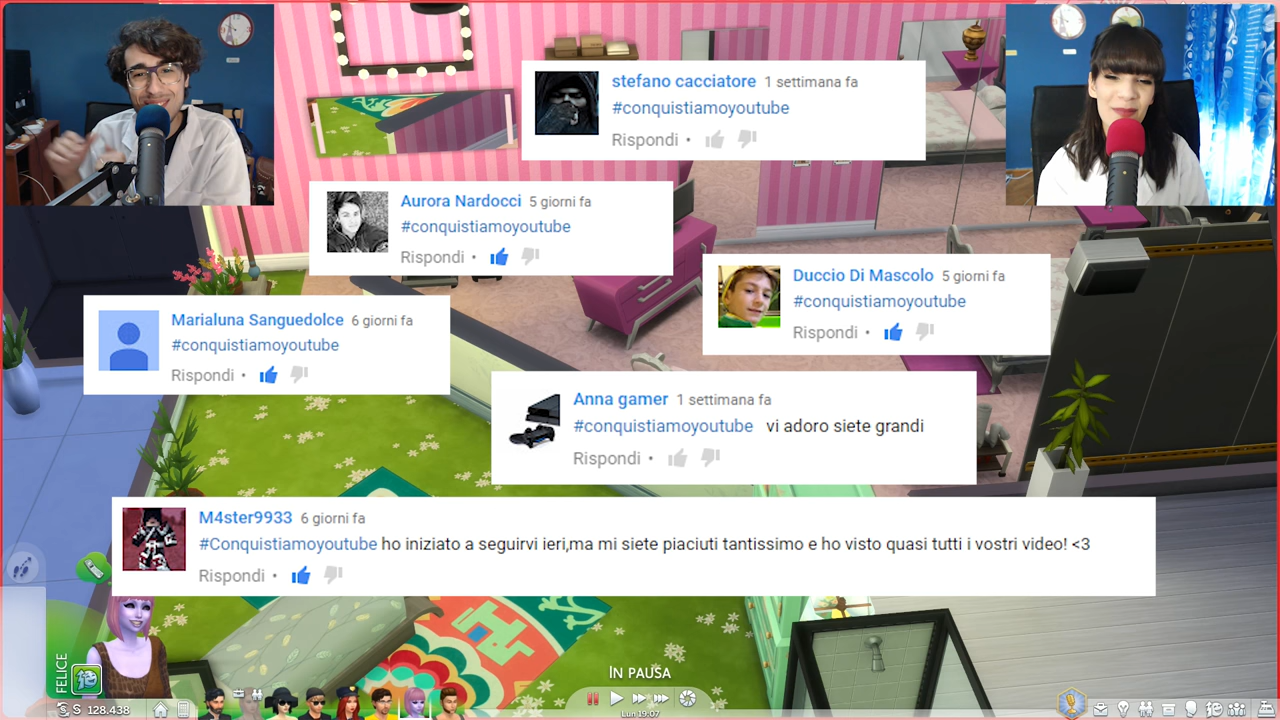 stefano cacciatore 1 settimana fa
#conquistiamoyoutube
Rispondi •
Aurora Nardocci 5 giorni fa
#conquistiamoyoutube
Rispondi •
Duccio Di Mascolo 5 giorni fa
#conquistiamoyoutube
Rispondi •
Marialuna Sanguedolce 6 giorni fa
#conquistiamoyoutube
Rispondi •
Anna gamer 1 settimana fa
#conquistiamoyoutube vi adoro siete grandi
Rispondi •
M4ster9933 6 giorni fa
#Conquistiamoyoutube ho iniziato a seguirvi ieri,ma mi siete piaciuti tantissimo e ho visto quasi tutti i vostri video! <3
Rispondi •
FELICE
IN PAUSA
S 128.438
Lun 19:07